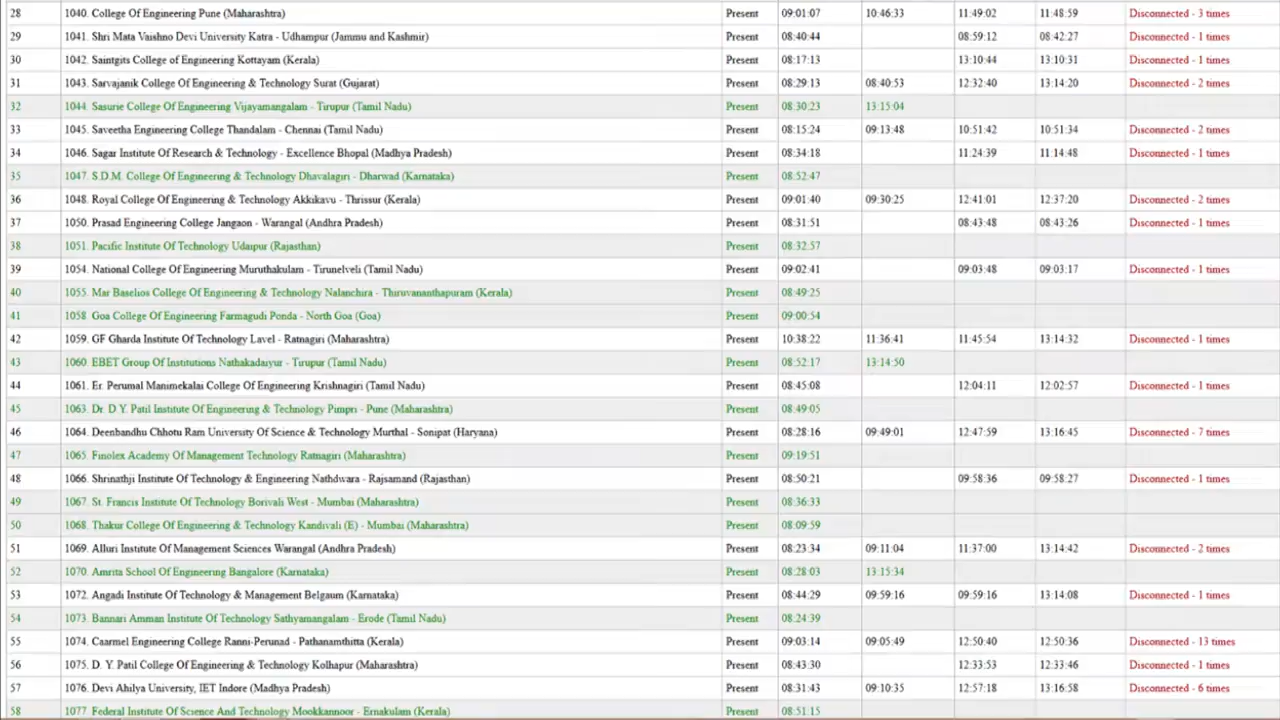 28 1040. College Of Engineering Pune (Maharashtra) Present 09:01:07 10:46:33 11:49:02 11:48:59 Disconnected - 3 times
29 1041. Shri Mata Vaishno Devi University Katra - Udhampur (Jammu and Kashmir) Present 08:40:44 08:59:12 08:42:27 Disconnected - 1 times
30 1042. Saintgits College of Engineering Kottayam (Kerala) Present 08:17:13 13:10:44 13:10:31 Disconnected - 1 times
31 1043. Sarvajanik College Of Engineering & Technology Surat (Gujarat) Present 08:29:13 08:40:53 12:32:40 13:14:20 Disconnected - 2 times
32 1044. Sasurie College Of Engineering Vijayamangalam - Tirupur (Tamil Nadu) Present 08:30:23 13:15:04
33 1045. Saveetha Engineering College Thandalam - Chennai (Tamil Nadu) Present 08:15:24 09:13:48 10:51:42 10:51:34 Disconnected - 2 times
34 1046. Sagar Institute Of Research & Technology - Excellence Bhopal (Madhya Pradesh) Present 08:34:18 11:24:39 11:14:48 Disconnected - 1 times
35 1047. S.D.M. College Of Engineering & Technology Dhavalagiri - Dharwad (Karnataka) Present 08:52:47
36 1048. Royal College Of Engineering & Technology Akkikavu - Thrissur (Kerala) Present 09:01:40 09:30:25 12:41:01 12:37:20 Disconnected - 2 times
37 1050. Prasad Engineering College Jangaon - Warangal (Andhra Pradesh) Present 08:31:51 08:43:48 08:43:26 Disconnected - 1 times
38 1051. Pacific Institute Of Technology Udaipur (Rajasthan) Present 08:32:57
39 1054. National College Of Engineering Muruthakulam - Tirunelveli (Tamil Nadu) Present 09:02:41 09:03:48 09:03:17 Disconnected - 1 times
40 1055. Mar Baselios College Of Engineering & Technology Nalanchira - Thiruvananthapuram (Kerala) Present 08:49:25
41 1058. Goa College Of Engineering Farmagudi Ponda - North Goa (Goa) Present 09:00:54
42 1059. GF Gharda Institute Of Technology Lavel - Ratnagiri (Maharashtra) Present 10:38:22 11:36:41 11:45:54 13:14:32 Disconnected - 1 times
43 1060. EBET Group Of Institutions Nathakadaiyur - Tirupur (Tamil Nadu) Present 08:52:17 13:14:50
44 1061. Er. Perumal Manimekalai College Of Engineering Krishnagiri (Tamil Nadu) Present 08:45:08 12:04:11 12:02:57 Disconnected - 1 times
45 1063. Dr. D Y. Patil Institute Of Engineering & Technology Pimpri - Pune (Maharashtra) Present 08:49:05
46 1064. Deenbandhu Chhotu Ram University Of Science & Technology Murthal - Sonipat (Haryana) Present 08:28:16 09:49:01 12:47:59 13:16:45 Disconnected - 7 times
47 1065. Finolex Academy Of Management Technology Ratnagiri (Maharashtra) Present 09:19:51
48 1066. Shrinathji Institute Of Technology & Engineering Nathdwara - Rajsamand (Rajasthan) Present 08:50:21 09:58:36 09:58:27 Disconnected - 1 times
49 1067. St. Francis Institute Of Technology Borivali West - Mumbai (Maharashtra) Present 08:36:33
50 1068. Thakur College Of Engineering & Technology Kandivali (E) - Mumbai (Maharashtra) Present 08:09:59
51 1069. Alluri Institute Of Management Sciences Warangal (Andhra Pradesh) Present 08:23:34 09:11:04 11:37:00 13:14:42 Disconnected - 2 times
52 1070. Amrita School Of Engineering Bangalore (Karnataka) Present 08:28:03 13:15:34
53 1072. Angadi Institute Of Technology & Management Belgaum (Karnataka) Present 08:44:29 09:59:16 09:59:16 13:14:08 Disconnected - 1 times
54 1073. Bannari Amman Institute Of Technology Sathyamangalam - Erode (Tamil Nadu) Present 08:24:39
55 1074. Caarmel Engineering College Ranni-Perunad - Pathanamthitta (Kerala) Present 09:03:14 09:05:49 12:50:40 12:50:36 Disconnected - 13 times
56 1075. D. Y. Patil College Of Engineering & Technology Kolhapur (Maharashtra) Present 08:43:30 12:33:53 12:33:46 Disconnected - 1 times
57 1076. Devi Ahilya University, IET Indore (Madhya Pradesh) Present 08:31:43 09:10:35 12:57:18 13:16:58 Disconnected - 6 times
58 1077. Federal Institute Of Science And Technology Mookkannoor - Ernakulam (Kerala) Present 08:51:15